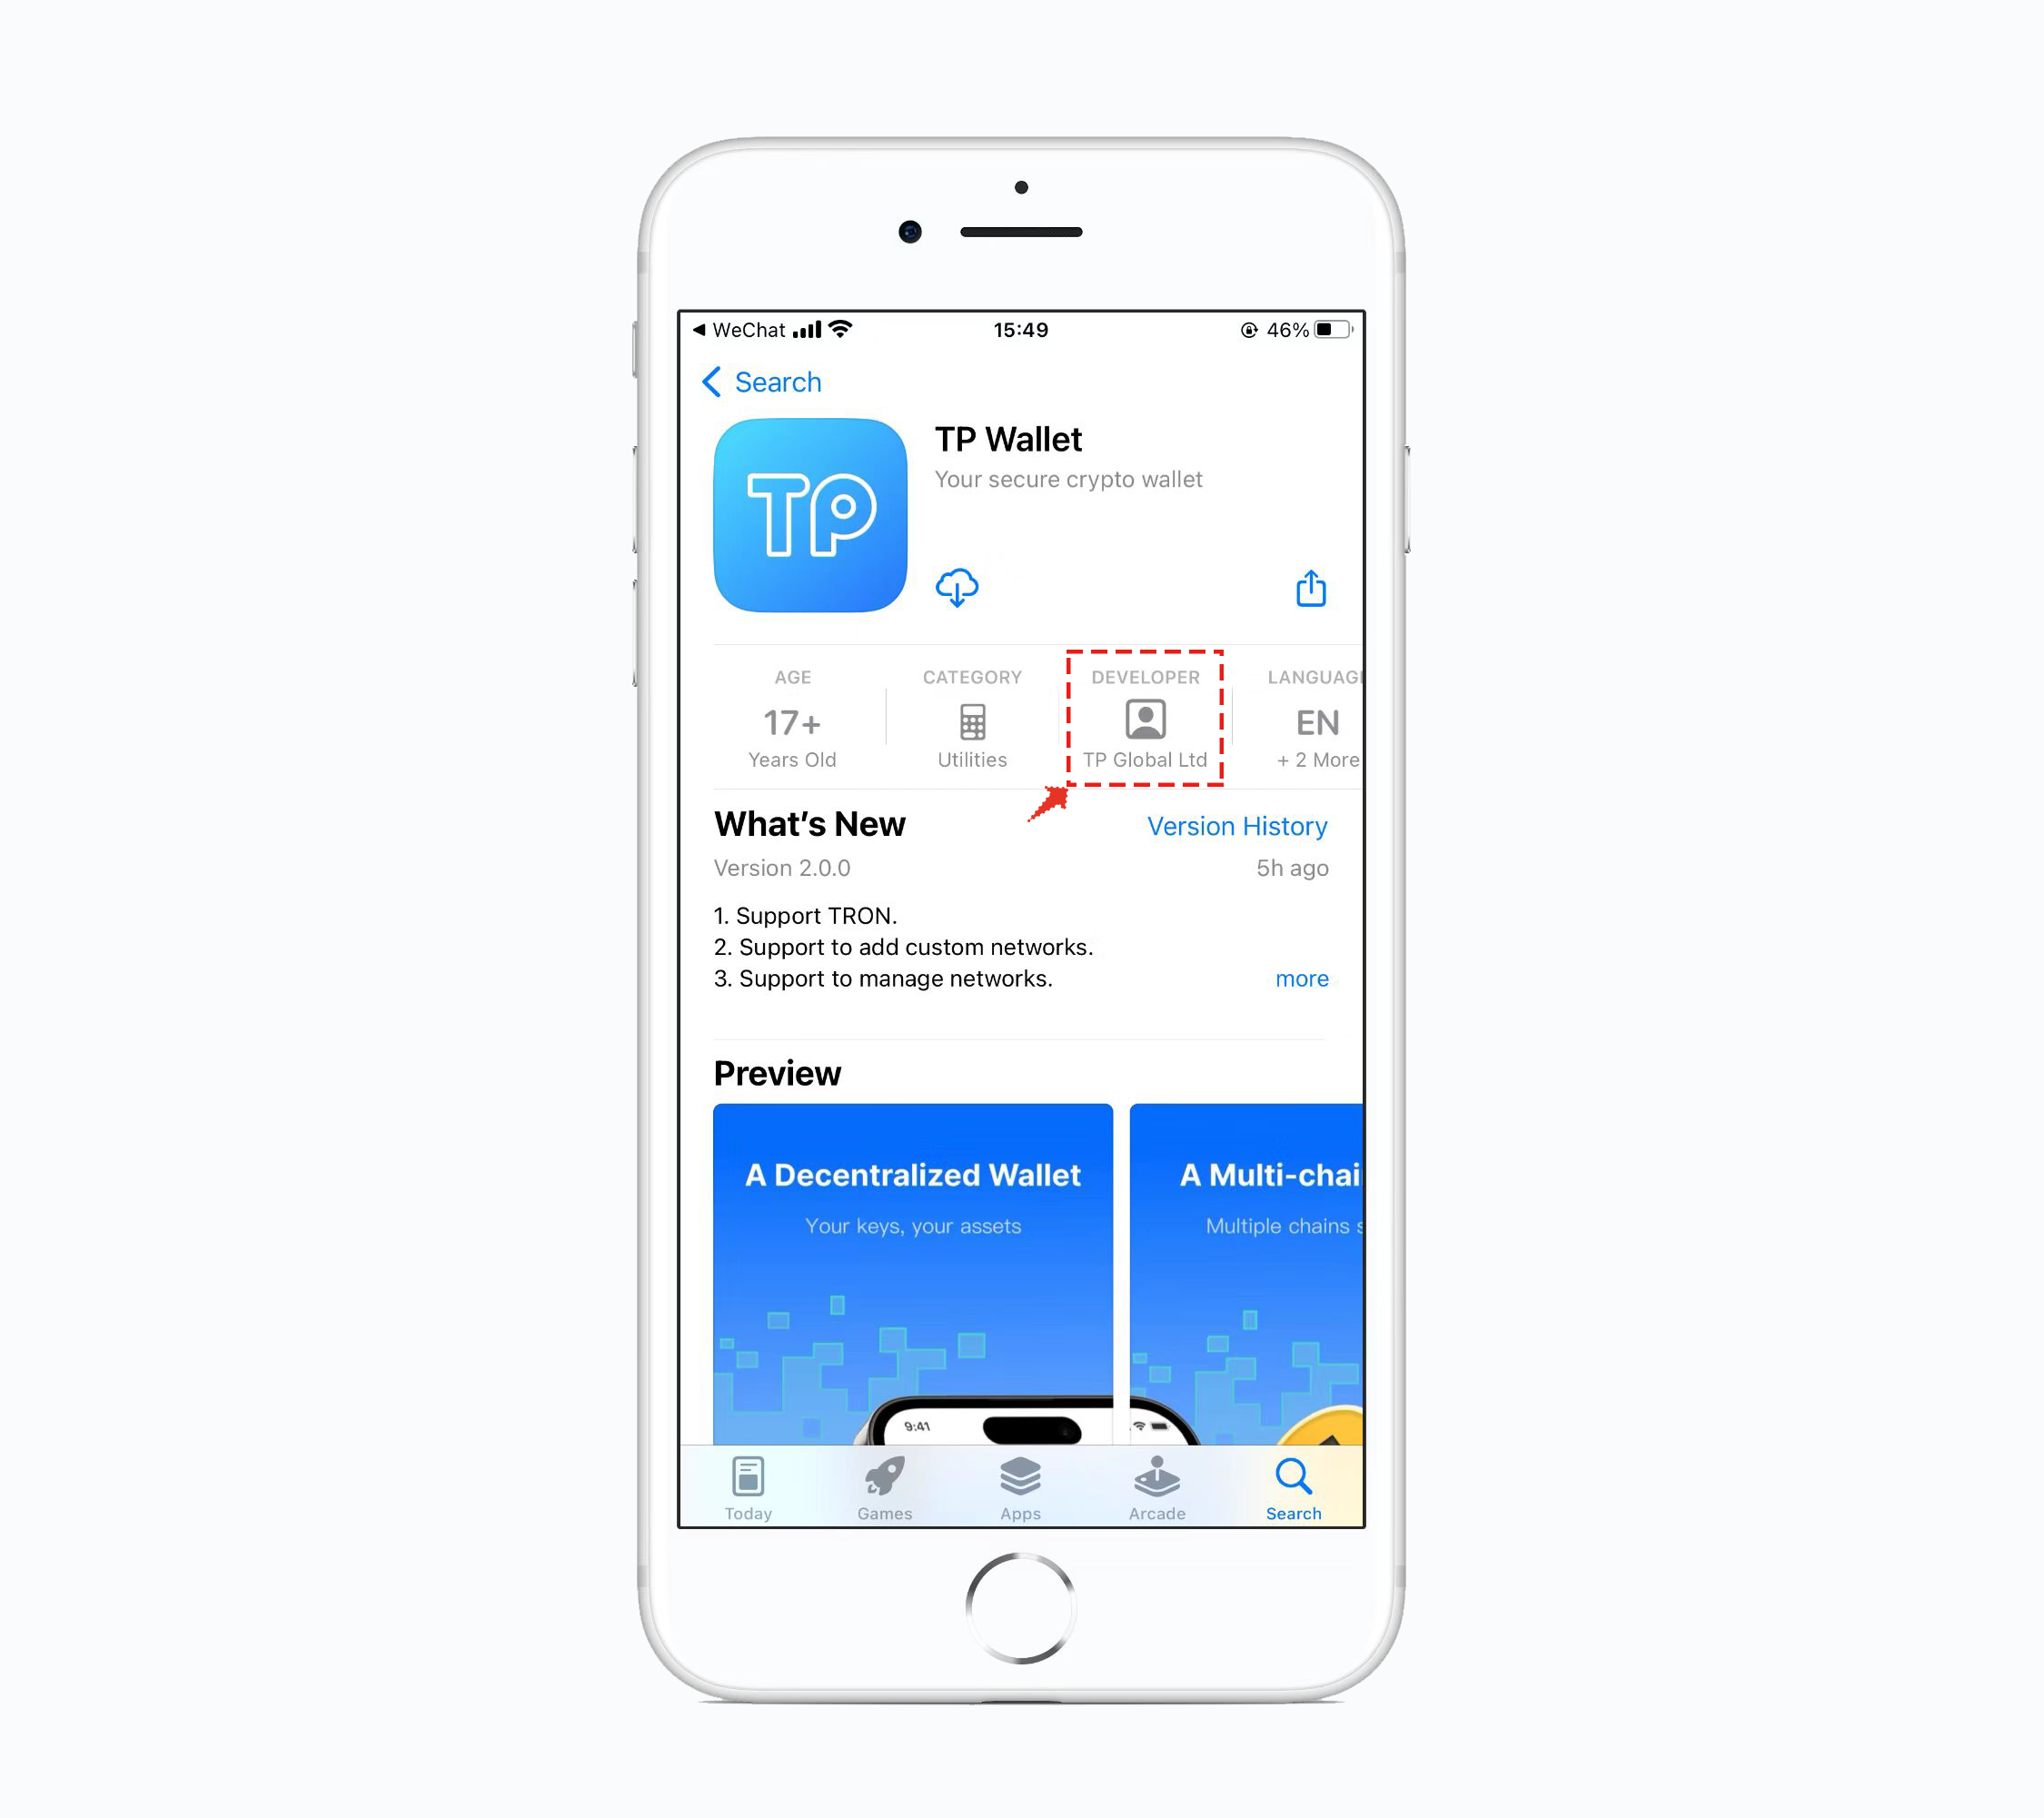 WeChat 15:49 46%
Search
TP
TP Wallet
Your secure crypto wallet
AGE
17+
Years Old
CATEGORY
Utilities
DEVELOPER
TP Global Ltd
LANGUAG
EN
+ 2 More
What's New Version History
Version 2.0.0 5h ago
1. Support TRON.
2. Support to add custom networks.
3. Support to manage networks. more
Preview
A Decentralized Wallet
Your keys, your assets
9:41
A Multi-chai
Multiple chains s
Today Games Apps Arcade Search